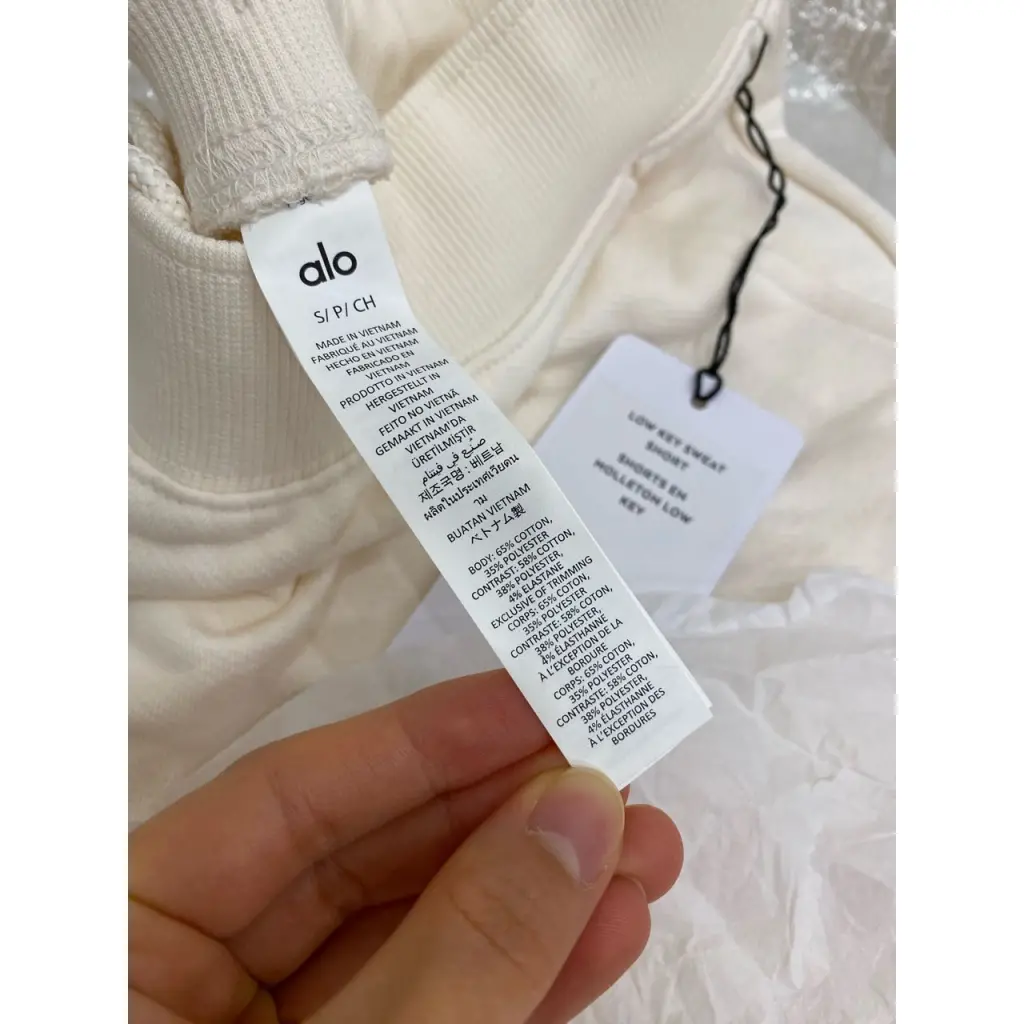 alo
S/ P/ CH
MADE IN VIETNAM
FABRIQUÉ AU VIETNAM
HECHO EN VIETNAM
FABRICADO EN
VIETNAM
PRODOTTO IN VIETNAM
HERGESTELLT IN
VIETNAM
FEITO NO VIETNÃ
GEMAAKT IN VIETNAM
VIETNAM'DA
ÜRETİLMİŞTİR
صنع في فيتنام
제조국명 : 베트남
ผลิตในประเทศเวียดน
าม
BUATAN VIETNAM
ベトナム製
BODY: 65% COTTON,
35% POLYESTER
CONTRAST: 58% COTTON,
38% POLYESTER,
4% ELASTANE
EXCLUSIVE OF TRIMMING
CORPS: 65% COTON,
35% POLYESTER
CONTRASTE: 58% COTON,
38% POLYESTER,
4% ÉLASTHANNE
À L'EXCEPTION DE LA
BORDURE
CORPS: 65% COTON,
35% POLYESTER
CONTRASTE: 58% COTON,
38% POLYESTER,
4% ÉLASTHANNE
À L'EXCEPTION DES
BORDURES
LOW KEY SWEAT
SHORT
SHORTS EN
MOLLETON LOW
KEY